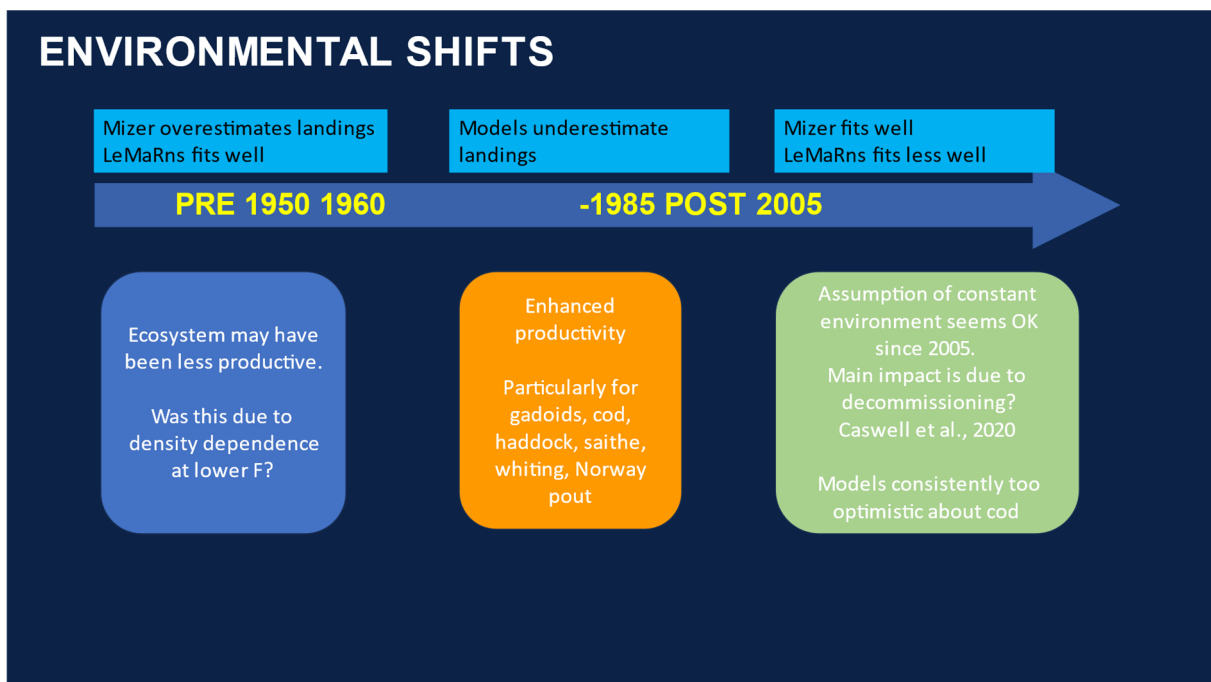 ENVIRONMENTAL SHIFTS
Mizer overestimates landings
LeMaRns fits well
Models underestimate
landings
Mizer fits well
LeMaRns fits less well
PRE 1950 1960 -1985 POST 2005
Ecosystem may have
been less productive.
Was this due to
density dependence
at lower F?
Enhanced
productivity
Particularly for
gadoids, cod,
haddock, saithe,
whiting, Norway
pout
Assumption of constant
environment seems OK
since 2005.
Main impact is due to
decommissioning?
Caswell et al., 2020
Models consistently too
optimistic about cod